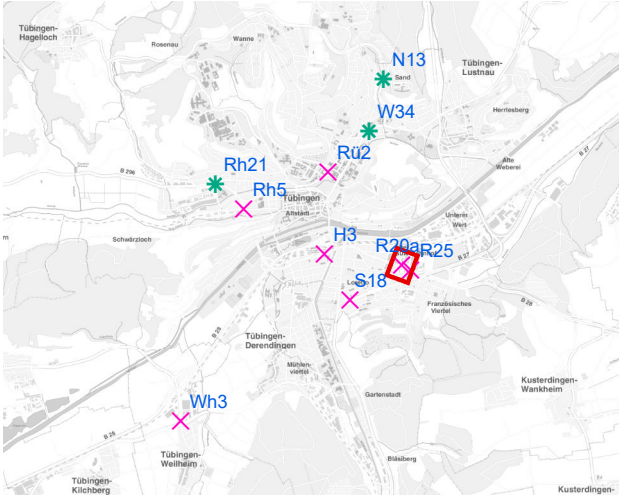 Tübingen-
Hagelloch
Rosenau
Wanne
N13
Sand
Tübingen-
Lustnau
Herrlesberg
W34
Rü2
Alte
Weberei
B 27
Rh21
B 296
Rh5
Tübingen
Altstadt
Unterm
Wert
Schwärzloch
H3
R20a
R25
B 27
S18
B 28
Französisches
Viertel
B 28
Tübingen-
Derendingen
Mühlen-
viertel
Gartenstadt
Kusterdingen-
Wankheim
Wh3
B 28
Tübingen-
Weilheim
Bläsiberg
Tübingen-
Kilchberg
Kusterdingen-